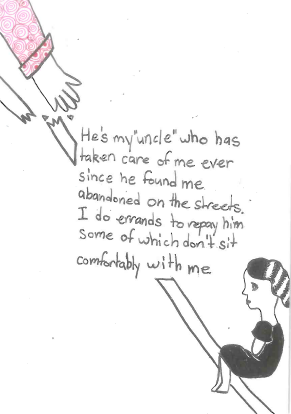 He's my "uncle" who has
taken care of me ever
since he found me
abandoned on the streets.
I do errands to repay him
some of which don't sit
comfortably with me